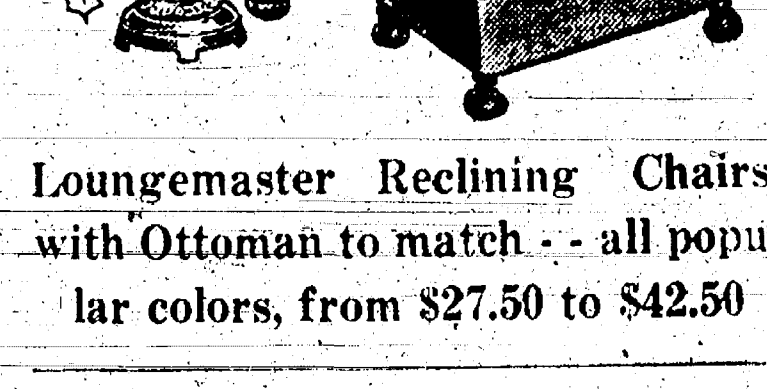 Loungemaster Reclining Chairs
with Ottoman to match - - all popu
lar colors, from $27.50 to $42.50